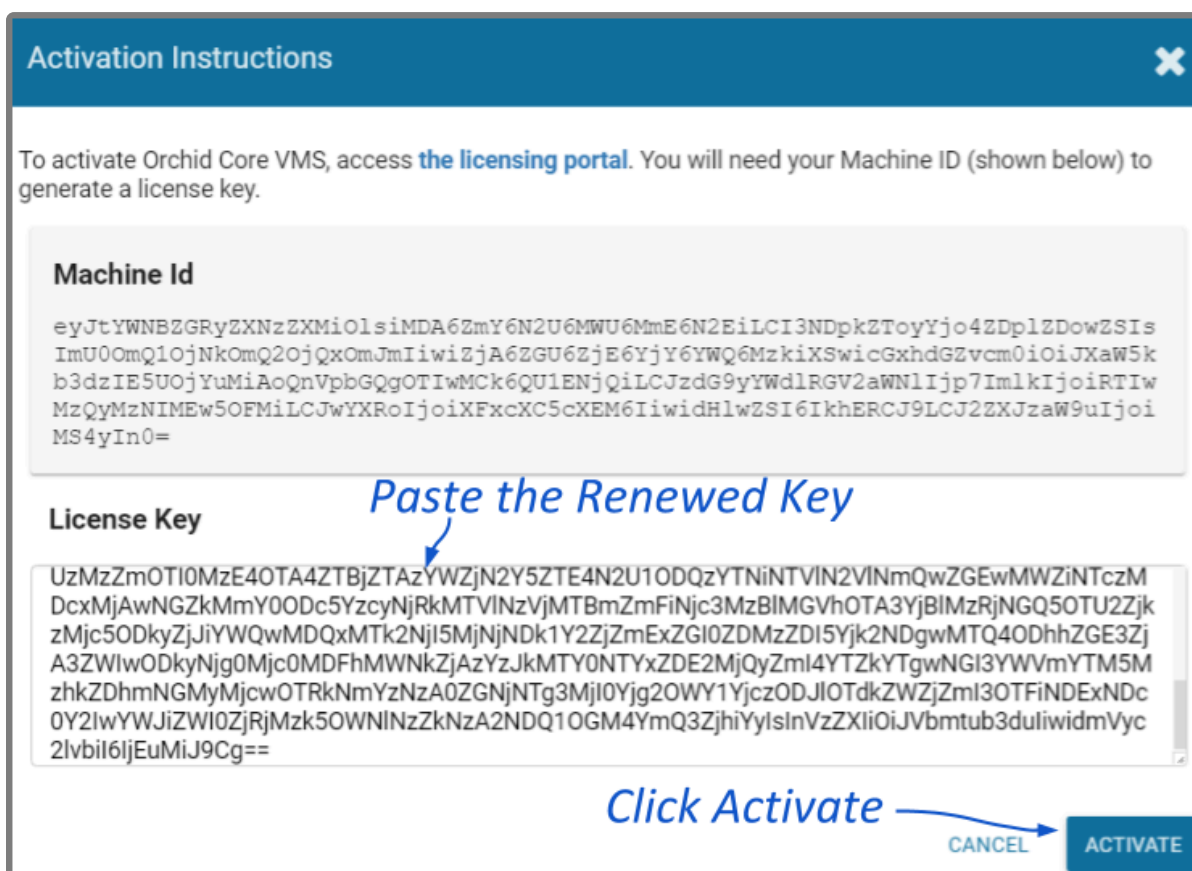 Activation Instructions
To activate Orchid Core VMS, access the licensing portal. You will need your Machine ID (shown below) to
generate a license key.
Machine Id
eyJtYWNBZGRyZXNzZXMiOlsiMDA6ZmY6N2U6MWU6MmE6N2EiLCI3NDpkZToyYjo4ZDplZDowZSIs
ImU0OmQ1OjNkOmQ2OjQxOmJmIiwiZjA6ZGU6ZjE6YjY6YWQ6MzkiXSwicGxhdGZvcm0iOiJXaW5k
b3dzIE5UOjYuMiAoQnVpbGQgOTIwMCk6QU1ENjQiLCJzdG9yYWdlRGV2aWNlIjp7ImlkIjoiRTIw
MzQyMzNIMEw5OFMiLCJwYXRoIjoiXFxcXC5cXEM6IiwidHlwZSI6IkhERCJ9LCJ2ZXJzaW9uIjoi
MS4yIn0=
Paste the Renewed Key
License Key
UzMzZmOTI0MzE4OTA4ZTBjZTAzYWZjN2Y5ZTE4N2U1ODQzYTNiNTVlN2VlNmQwZGEwMWZiNTczM
DcxMjAwNGZkMmY0ODc5YzcyNjRkMTVlNzVjMTBmZmFiNjc3MzBlMGVhOTA3YjBlMzRjNGQ5OTU2Zjk
zMjc5ODkyZjJiYWQwMDQxMTk2NjI5MjNjNDk1Y2ZjZmExZGI0ZDMzZDI5Yjk2NDgwMTQ4ODhhZGE3Zj
A3ZWIwODkyNjg0Mjc0MDFhMWNkZjAzYzJkMTY0NTYxZDE2MjQyZmI4YTZkYTgwNGI3YWVmYTM5M
zhkZDhmNGMyMjcwOTRkNmYzNzA0ZGNjNTg3MjI0Yjg2OWY1YjczODJlOTdkZWZjZmI3OTFiNDExNDc
0Y2IwYWJiZWI0ZjRjMzk5OWNlNzZkNzA2NDQ1OGM4YmQ3ZjhiYyIsInVzZXIiOiJVbmtub3duIiwidmVyc
2lvbiI6IjEuMiJ9Cg==
Click Activate
CANCEL
ACTIVATE